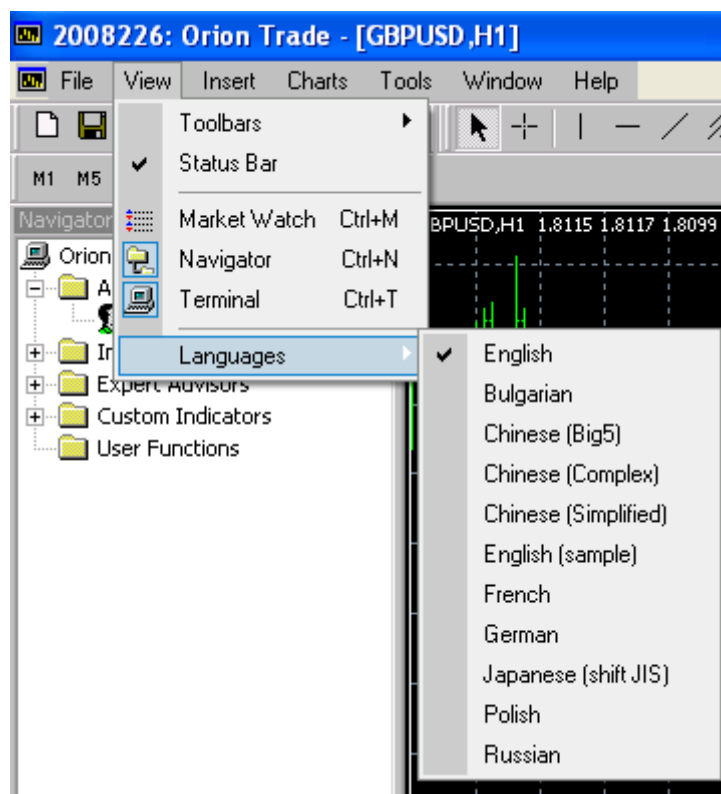 2008226: Orion Trade - [GBPUSD,H1]
File View Insert Charts Tools Window Help
Toolbars
Status Bar
M1 M5
Market Watch Ctrl+M
Navigator Ctrl+N
Terminal Ctrl+T
Languages
Navigator
BPUSD,H1 1.8115 1.8117 1.8099
Orion
A
Ir
Expert Advisors
Custom Indicators
User Functions
English
Bulgarian
Chinese (Big5)
Chinese (Complex)
Chinese (Simplified)
English (sample)
French
German
Japanese (shift JIS)
Polish
Russian